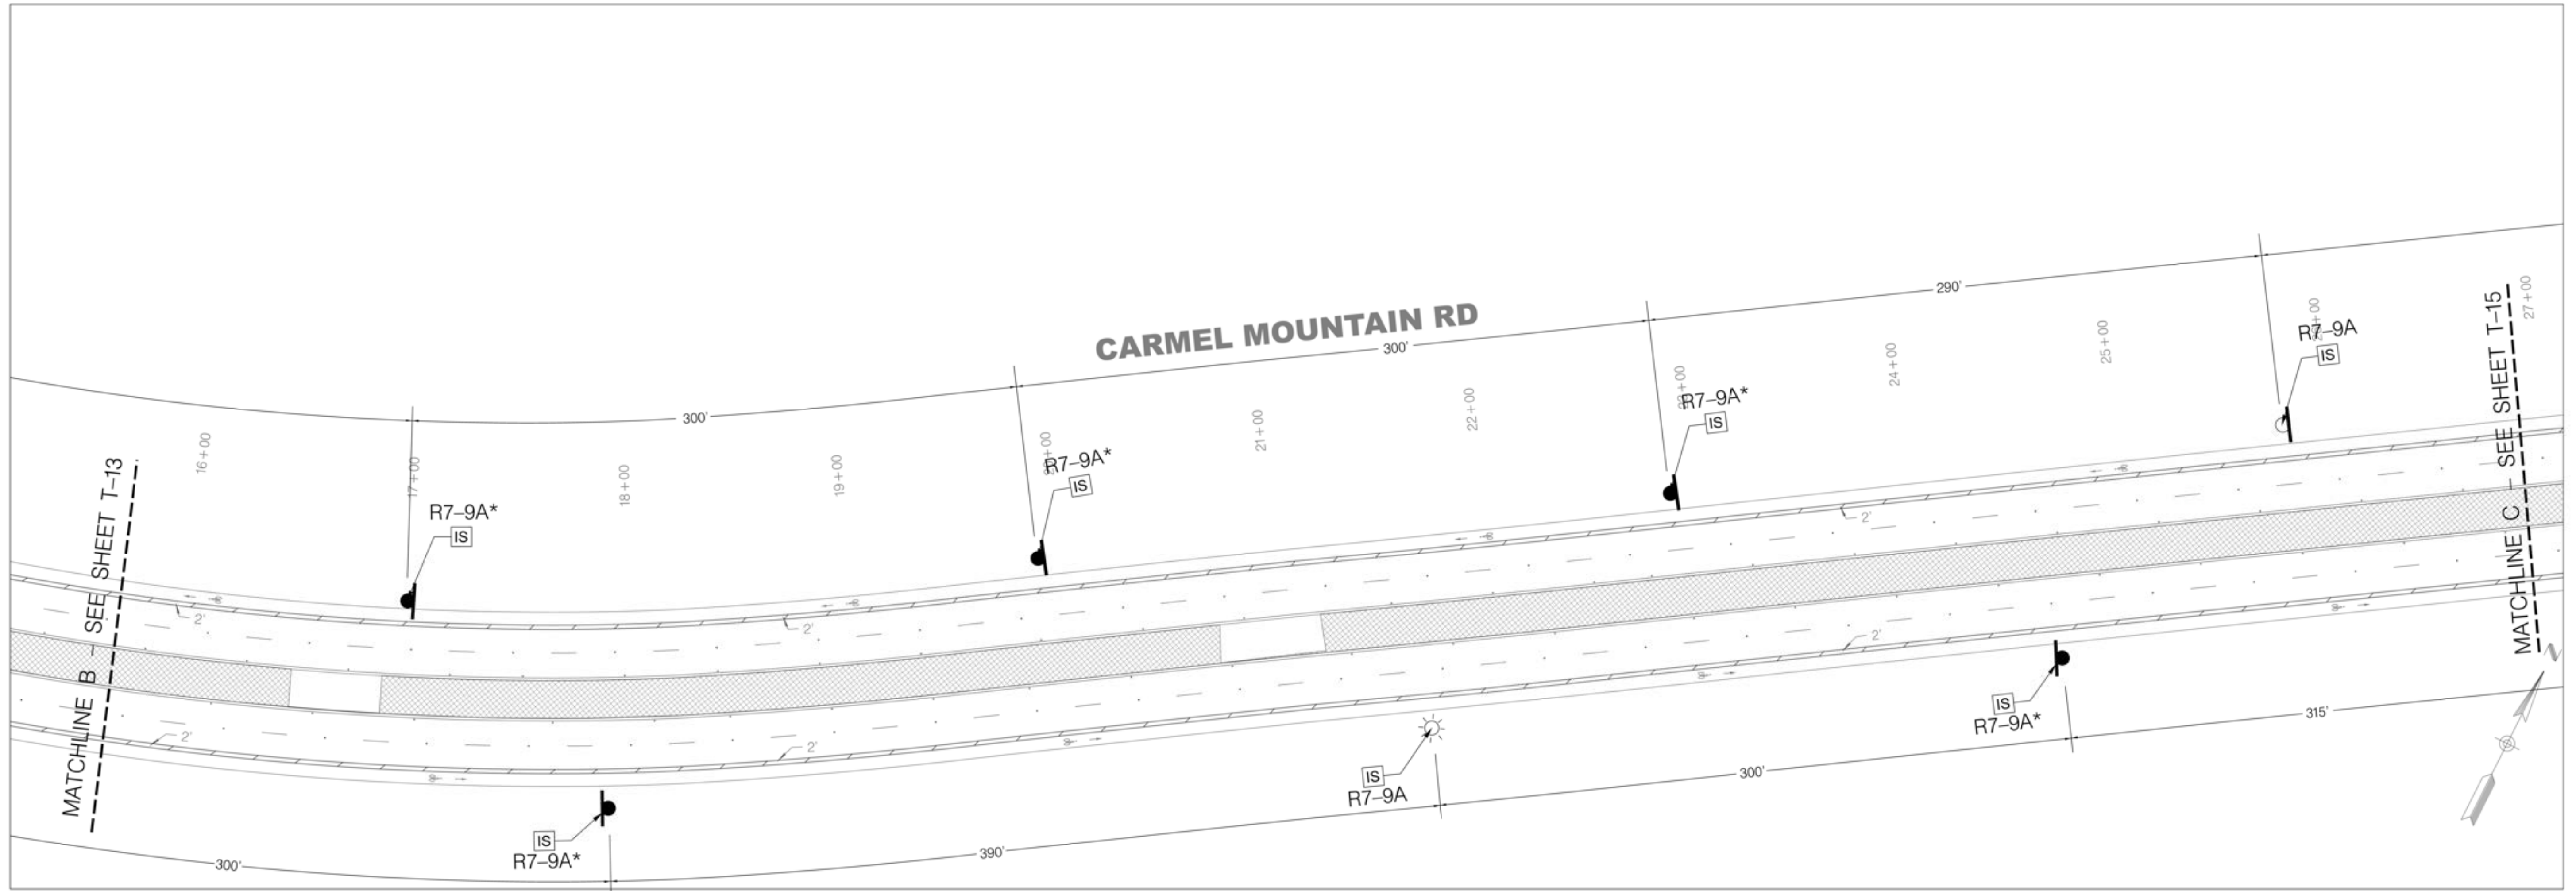 CARMEL MOUNTAIN RD
300'
300'
290'
16+00
17+00
18+00
19+00
21+00
22+00
24+00
25+00
27+00
R7-9A*
IS
R7-9A*
IS
R7-9A*
IS
R7-9A
IS
MATCHLINE B – SEE SHEET T-13
MATCHLINE C – SEE SHEET T-15
2'
2'
2'
2'
2'
2'
IS
R7-9A*
IS
R7-9A
IS
R7-9A*
300'
390'
300'
315'
N